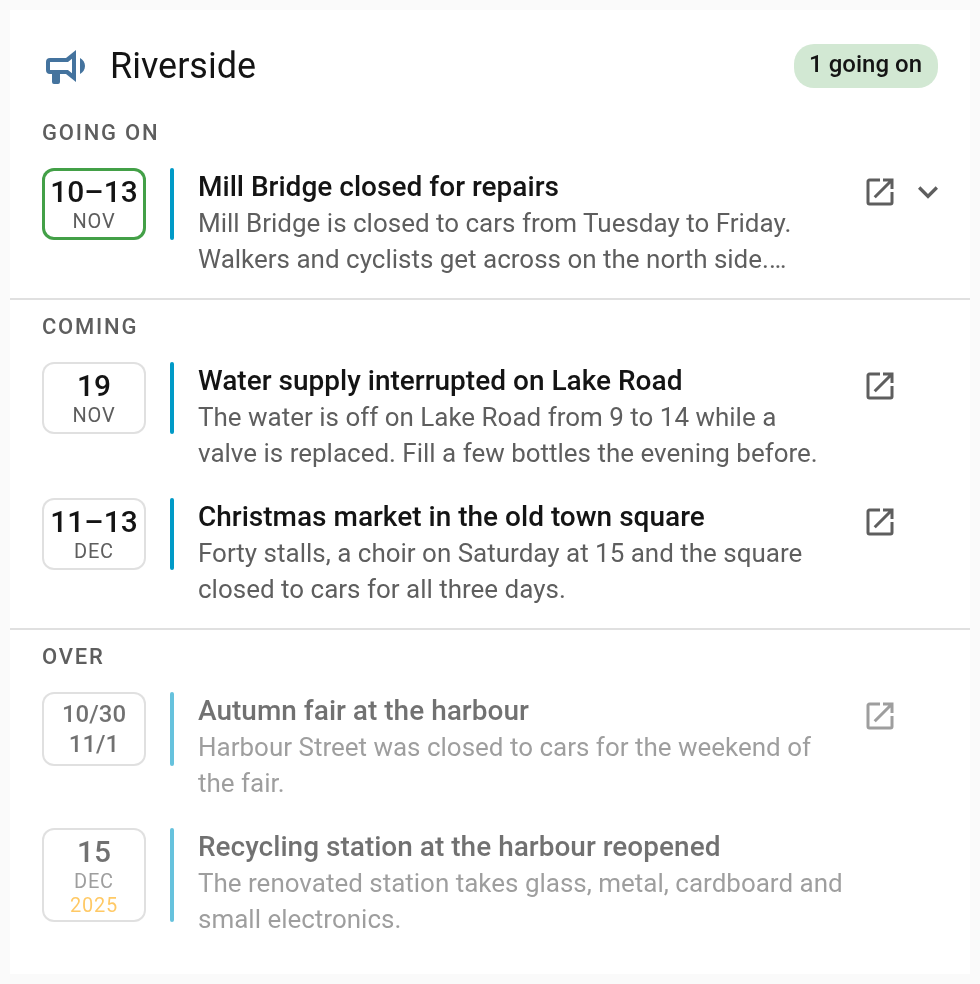 Riverside
1 going on
GOING ON
10–13
NOV
Mill Bridge closed for repairs
Mill Bridge is closed to cars from Tuesday to Friday.
Walkers and cyclists get across on the north side.…
COMING
19
NOV
Water supply interrupted on Lake Road
The water is off on Lake Road from 9 to 14 while a
valve is replaced. Fill a few bottles the evening before.
11–13
DEC
Christmas market in the old town square
Forty stalls, a choir on Saturday at 15 and the square
closed to cars for all three days.
OVER
10/30
11/1
Autumn fair at the harbour
Harbour Street was closed to cars for the weekend of
the fair.
15
DEC
2025
Recycling station at the harbour reopened
The renovated station takes glass, metal, cardboard and
small electronics.